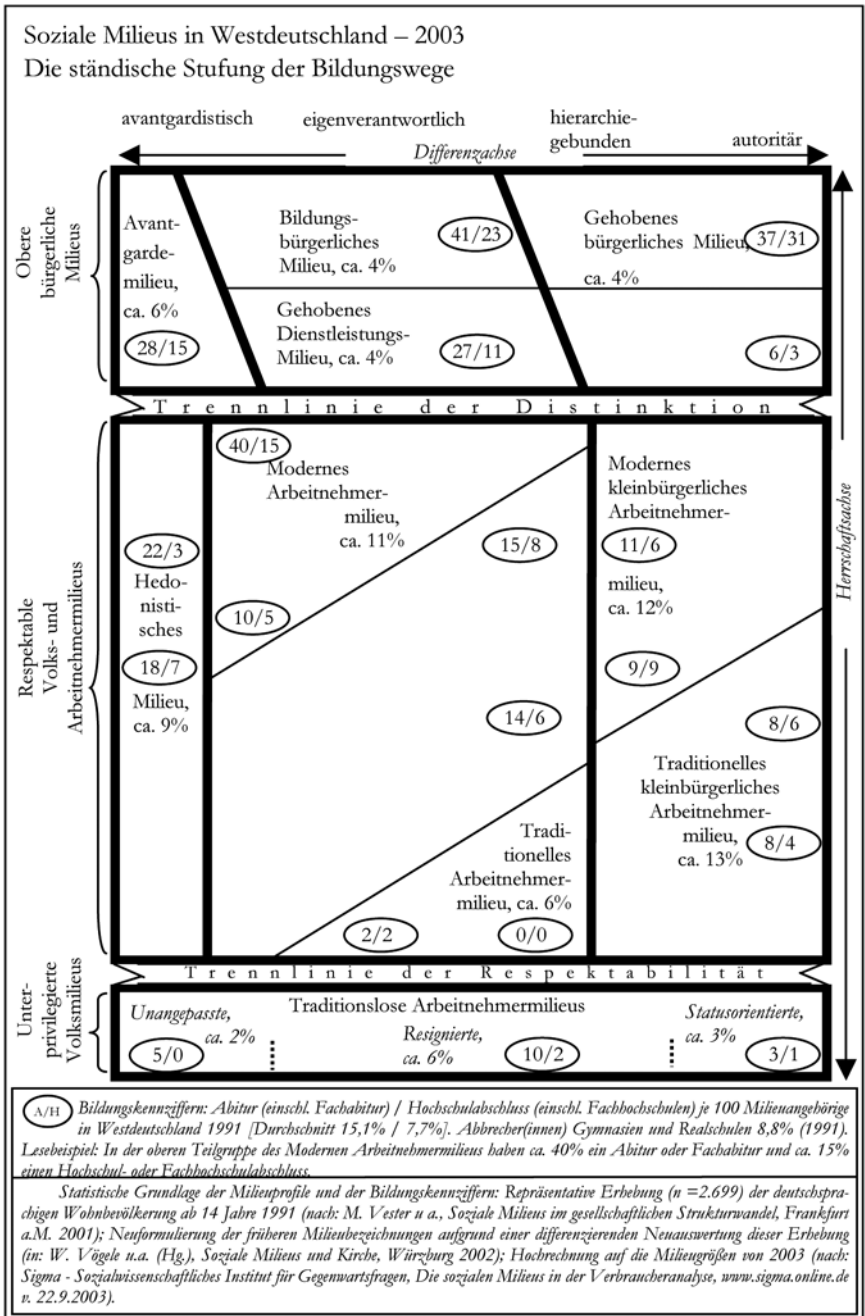 Soziale Milieus in Westdeutschland – 2003
Die ständische Stufung der Bildungswege
avantgardistisch
eigenverantwortlich
hierarchie-
gebunden
autoritär
Differenzachse
Obere
bürgerliche
Milieus
Avant-
garde-
milieu,
ca. 6%
28/15
Bildungs-
bürgerliches
Milieu, ca. 4%
41/23
Gehobenes
Dienstleistungs-
Milieu, ca. 4%
27/11
Gehobenes
bürgerliches Milieu,
ca. 4%
37/31
6/3
Trennlinie der Distinktion
Herrschaftsachse
Respektable
Volks- und
Arbeitnehmermilieus
22/3
Hedo-
nistisches
18/7
Milieu,
ca. 9%
40/15
Modernes
Arbeitnehmer-
milieu,
ca. 11%
10/5
15/8
14/6
Modernes
kleinbürgerliches
Arbeitnehmer-
11/6
milieu,
ca. 12%
9/9
8/6
Traditionelles
kleinbürgerliches
Arbeitnehmer-
milieu,
ca. 13%
8/4
Tradi-
tionelles
Arbeitnehmer-
milieu, ca. 6%
2/2
0/0
Trennlinie der Respektabilität
Unter-
privilegierte
Volksmilieus
Traditionslose Arbeitnehmermilieus
Unangepasste,
ca. 2%
5/0
Resignierte,
ca. 6%
10/2
Statusorientierte,
ca. 3%
3/1
A/H Bildungskennziffern: Abitur (einschl. Fachabitur) / Hochschulabschluss (einschl. Fachhochschulen) je 100 Milieuangehörige
in Westdeutschland 1991 [Durchschnitt 15,1% / 7,7%]. Abbrecher(innen) Gymnasien und Realschulen 8,8% (1991).
Lesebeispiel: In der oberen Teilgruppe des Modernen Arbeitnehmermilieus haben ca. 40% ein Abitur oder Fachabitur und ca. 15%
einen Hochschul- oder Fachhochschulabschluss.
Statistische Grundlage der Milieuprofile und der Bildungskennziffern: Repräsentative Erhebung (n =2.699) der deutschspra-
chigen Wohnbevölkerung ab 14 Jahre 1991 (nach: M. Vester u a., Soziale Milieus im gesellschaftlichen Strukturwandel, Frankfurt
a.M. 2001); Neuformulierung der früheren Milieubezeichnungen aufgrund einer differenzierenden Neuauswertung dieser Erhebung
(in: W. Vögele u.a. (Hg.), Soziale Milieus und Kirche, Würzburg 2002); Hochrechnung auf die Milieugrößen von 2003 (nach:
Sigma - Sozialwissenschaftliches Institut für Gegenwartsfragen, Die sozialen Milieus in der Verbraucheranalyse, www.sigma.online.de
v. 22.9.2003).